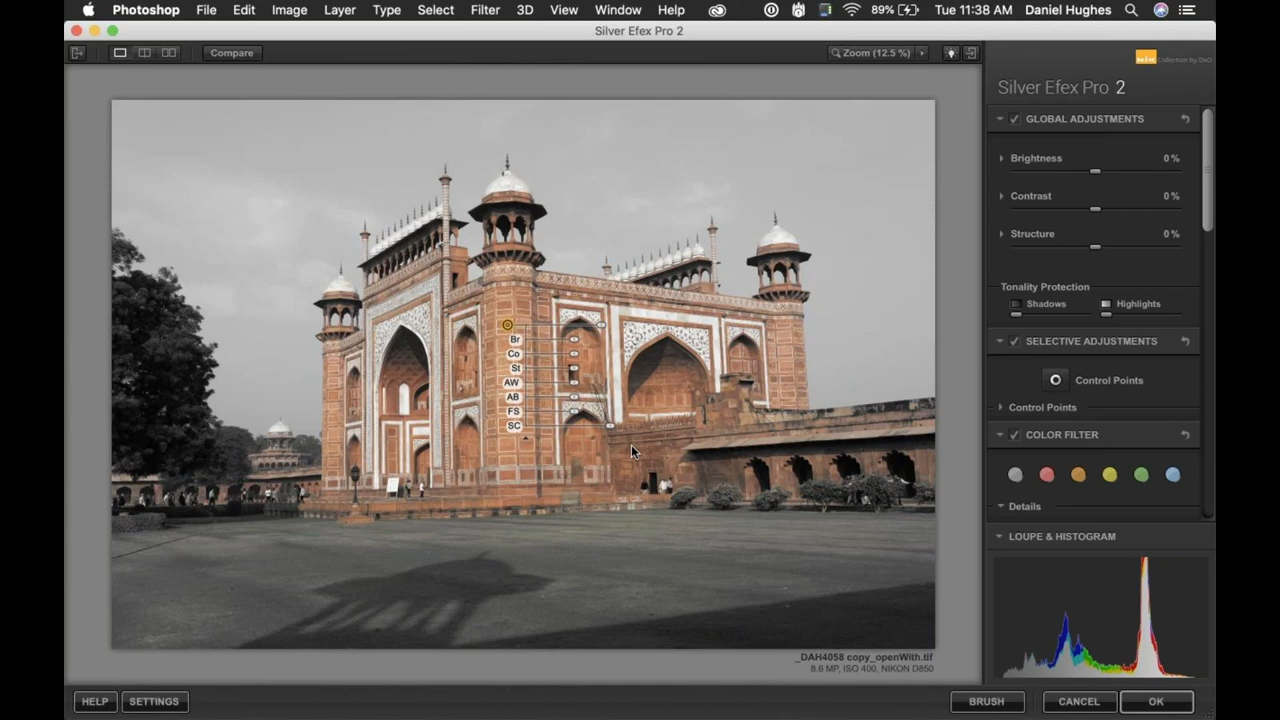 Photoshop File Edit Image Layer Type Select Filter 3D View Window Help 89% Tue 11:38 AM Daniel Hughes
Silver Efex Pro 2
Compare Zoom (12.5 %)
nik Collection by DxO
Silver Efex Pro 2
GLOBAL ADJUSTMENTS
Brightness 0 %
Contrast 0 %
Structure 0 %
Tonality Protection
Shadows Highlights
SELECTIVE ADJUSTMENTS
Control Points
Control Points
COLOR FILTER
Details
LOUPE & HISTOGRAM
Br
Co
St
AW
AB
FS
SC
_DAH4058 copy_openWith.tif
8.6 MP, ISO 400, NIKON D850
HELP SETTINGS BRUSH CANCEL OK